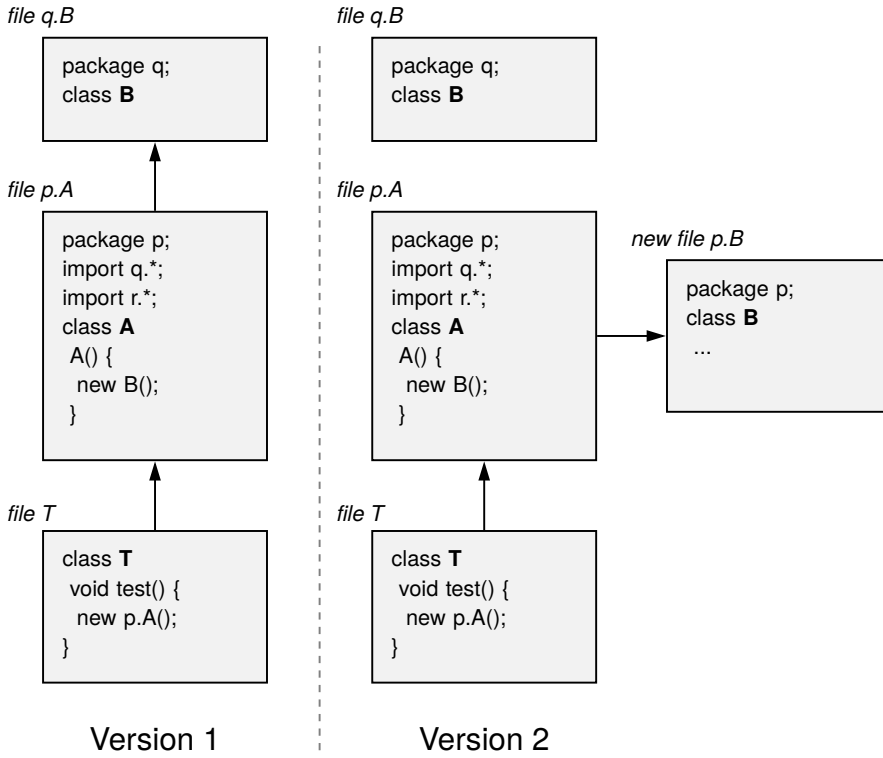 file q.B
package q;
class B
file p.A
package p;
import q.*;
import r.*;
class A
A() {
new B();
}
file T
class T
void test() {
new p.A();
}
Version 1
file q.B
package q;
class B
file p.A
package p;
import q.*;
import r.*;
class A
A() {
new B();
}
new file p.B
package p;
class B
...
file T
class T
void test() {
new p.A();
}
Version 2